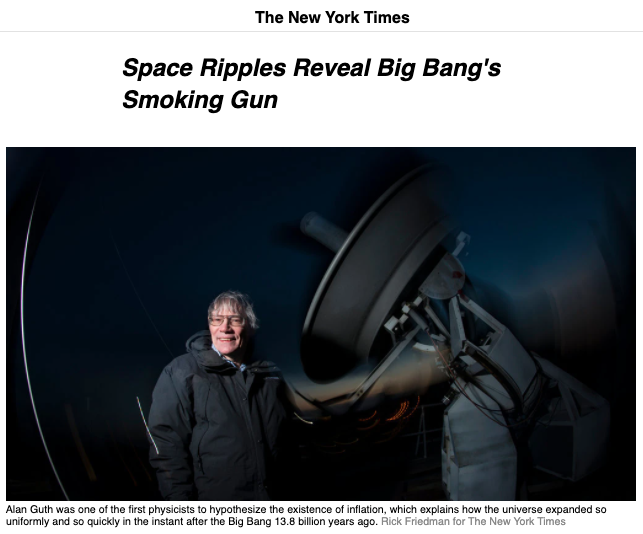 The New York Times
Space Ripples Reveal Big Bang's
Smoking Gun
Alan Guth was one of the first physicists to hypothesize the existence of inflation, which explains how the universe expanded so
uniformly and so quickly in the instant after the Big Bang 13.8 billion years ago. Rick Friedman for The New York Times